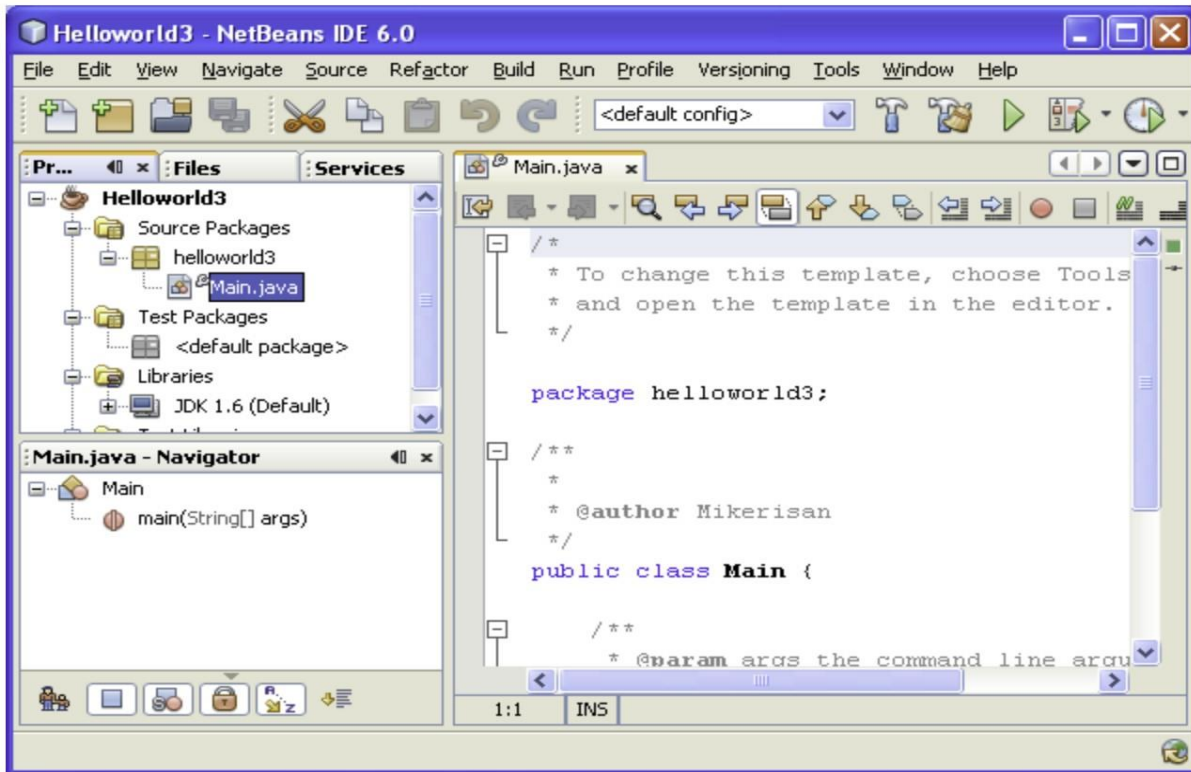 Helloworld3 - NetBeans IDE 6.0
File Edit View Navigate Source Refactor Build Run Profile Versioning Tools Window Help
<default config>
Pr... Files Services
Helloworld3
Source Packages
helloworld3
Main.java
Test Packages
<default package>
Libraries
JDK 1.6 (Default)
Main.java - Navigator
Main
main(String[] args)
Main.java
/*
* To change this template, choose Tools
* and open the template in the editor.
*/
package helloworld3;
/**
*
* @author Mikerisan
*/
public class Main {
/**
* @param args the command line argu
1:1 INS